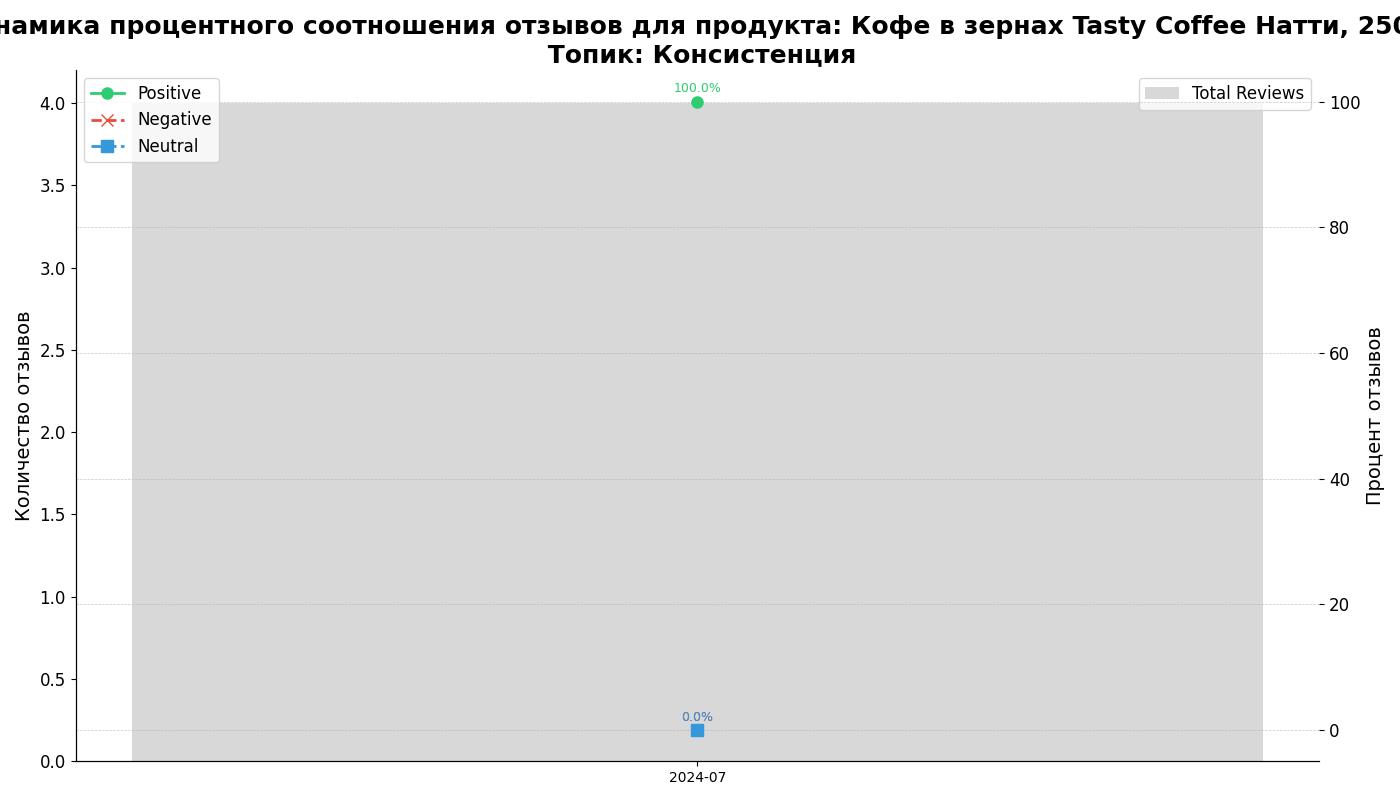 намика процентного соотношения отзывов для продукта: Кофе в зернах Tasty Coffee Натти, 250
Топик: Консистенция
Positive
Negative
Neutral
Total Reviews
100.0%
0.0%
4.0
3.5
3.0
2.5
2.0
1.5
1.0
0.5
0.0
100
80
60
40
20
0
Количество отзывов
Процент отзывов
2024-07